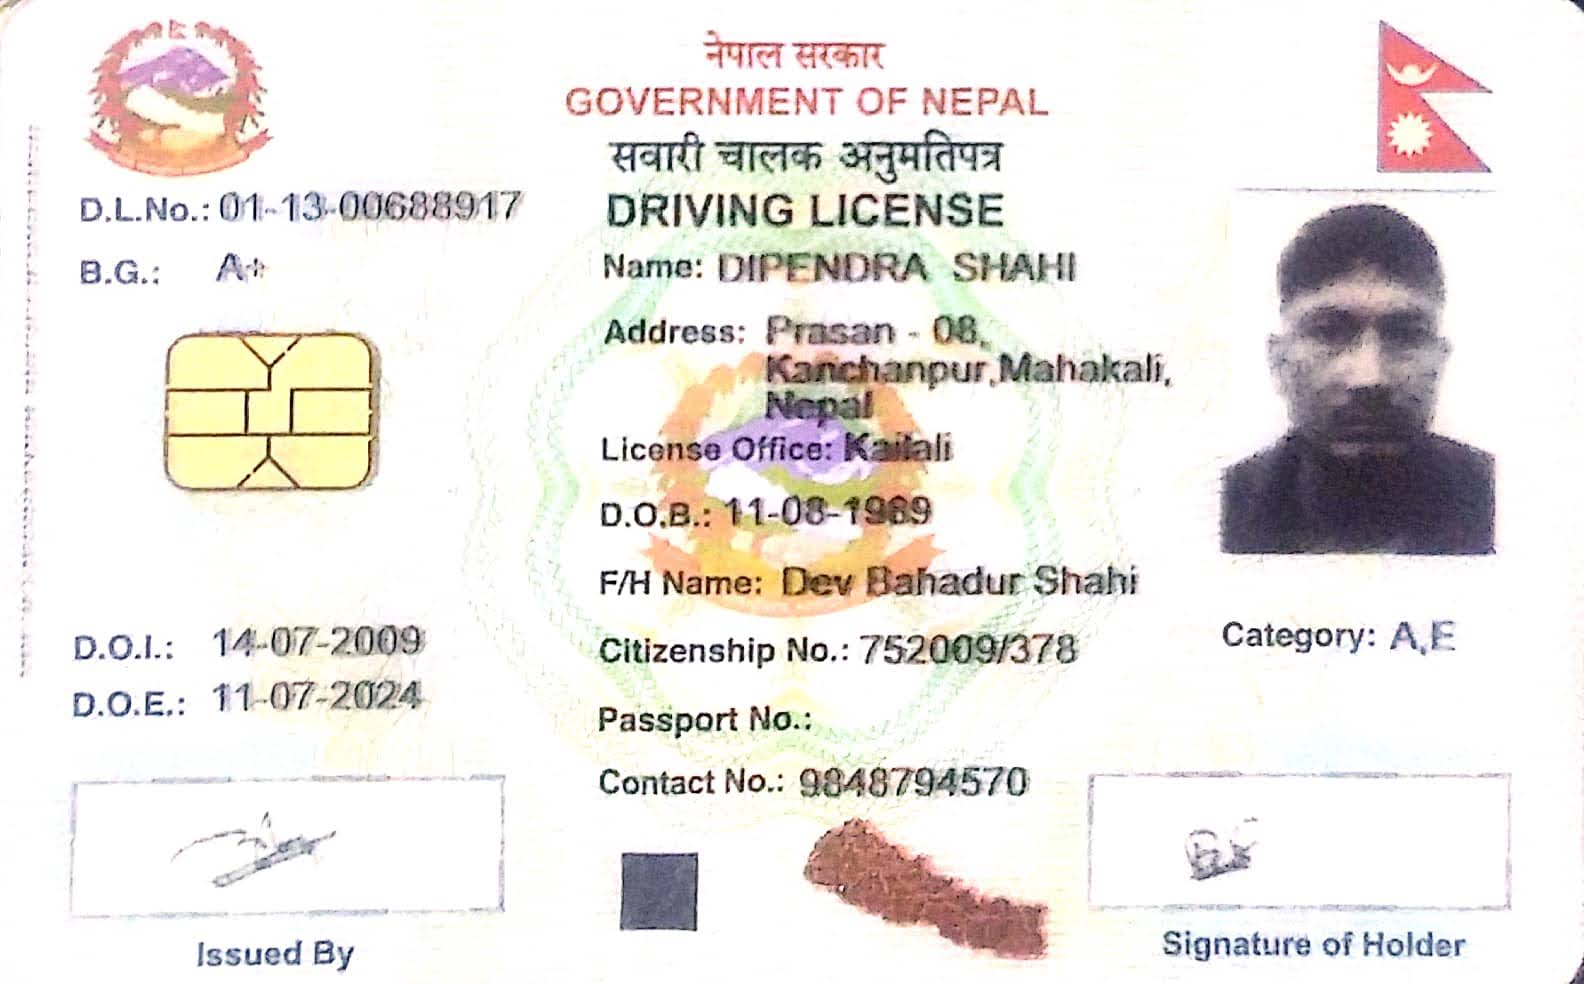 नेपाल सरकार
GOVERNMENT OF NEPAL
सवारी चालक अनुमतिपत्र
DRIVING LICENSE
D.L.No.: 01-13-00688917
B.G.: A+
Name: DIPENDRA SHAHI
Address: Prasan - 08,
Kanchanpur,Mahakali,
Nepal
License Office: Kailali
D.O.B.: 11-08-1989
F/H Name: Dev Bahadur Shahi
D.O.I.: 14-07-2009
Citizenship No.: 752009/378
Category: A,E
D.O.E.: 11-07-2024
Passport No.:
Contact No.: 9848794570
Issued By
Signature of Holder